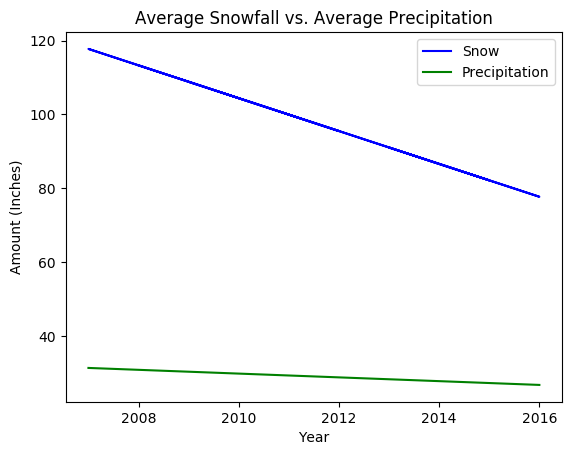 Average Snowfall vs. Average Precipitation
Snow
Precipitation
120
100
80
60
40
Amount (Inches)
2008 2010 2012 2014 2016
Year